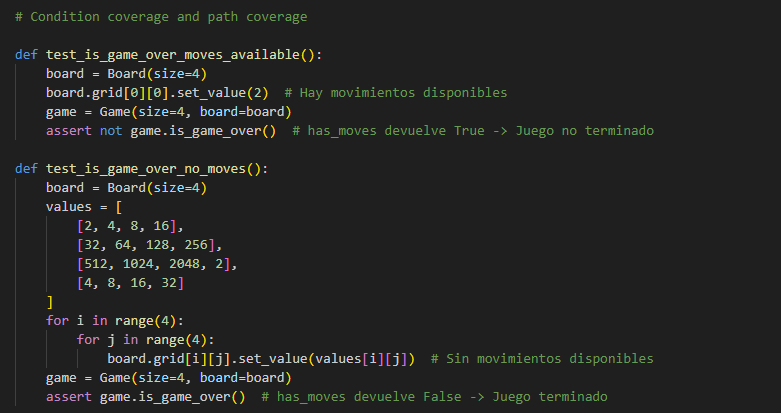 # Condition coverage and path coverage
def test_is_game_over_moves_available():
board = Board(size=4)
board.grid[0][0].set_value(2)  # Hay movimientos disponibles
game = Game(size=4, board=board)
assert not game.is_game_over()  # has_moves devuelve True -> Juego no terminado
def test_is_game_over_no_moves():
board = Board(size=4)
values = [
[2, 4, 8, 16],
[32, 64, 128, 256],
[512, 1024, 2048, 2],
[4, 8, 16, 32]
]
for i in range(4):
for j in range(4):
board.grid[i][j].set_value(values[i][j])  # Sin movimientos disponibles
game = Game(size=4, board=board)
assert game.is_game_over()  # has_moves devuelve False -> Juego terminado